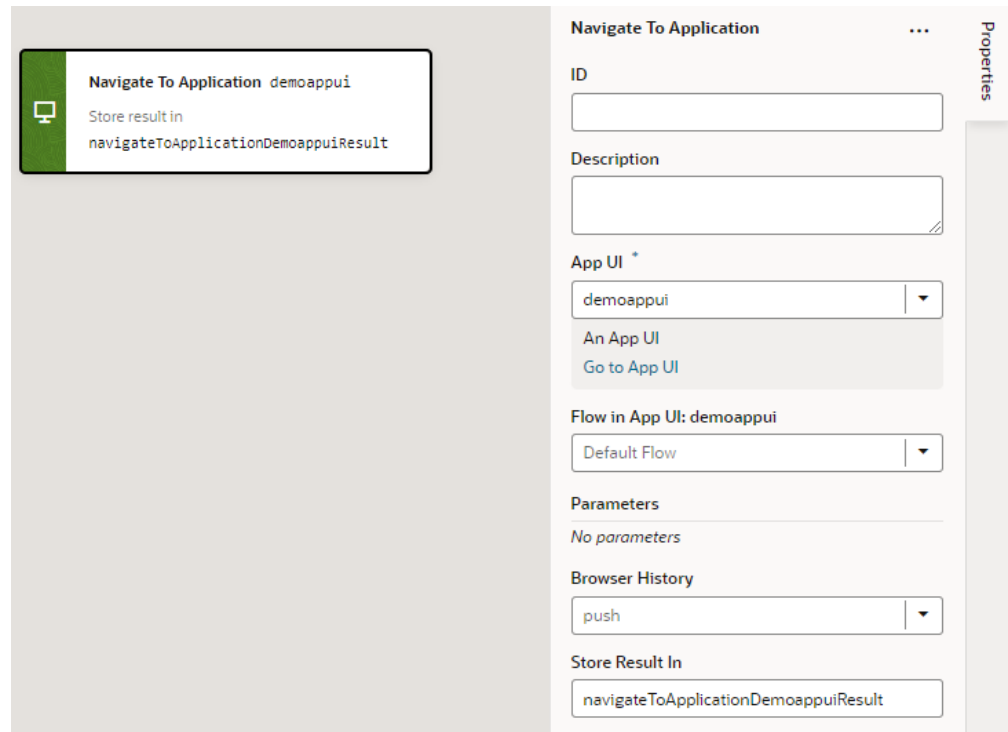 Navigate To Application demoappui
Store result in
navigateToApplicationDemoappuiResult
Navigate To Application
ID
Description
App UI *
demoappui
An App UI
Go to App UI
Flow in App UI: demoappui
Default Flow
Parameters
No parameters
Browser History
push
Store Result In
navigateToApplicationDemoappuiResult
Properties